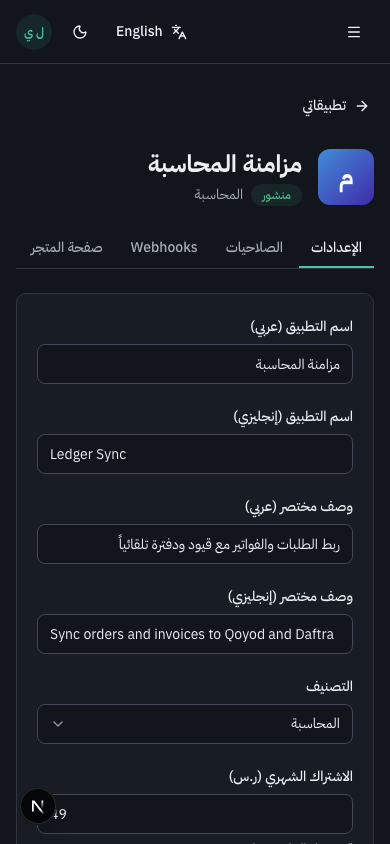 ل ي
English
تطبيقاتي
م
مزامنة المحاسبة
منشور
المحاسبة
الإعدادات
الصلاحيات
Webhooks
صفحة المتجر
اسم التطبيق (عربي)
مزامنة المحاسبة
اسم التطبيق (إنجليزي)
Ledger Sync
وصف مختصر (عربي)
ربط الطلبات والفواتير مع قيود ودفترة تلقائياً
وصف مختصر (إنجليزي)
Sync orders and invoices to Qoyod and Daftra
التصنيف
المحاسبة
الاشتراك الشهري (ر.س)
49
N